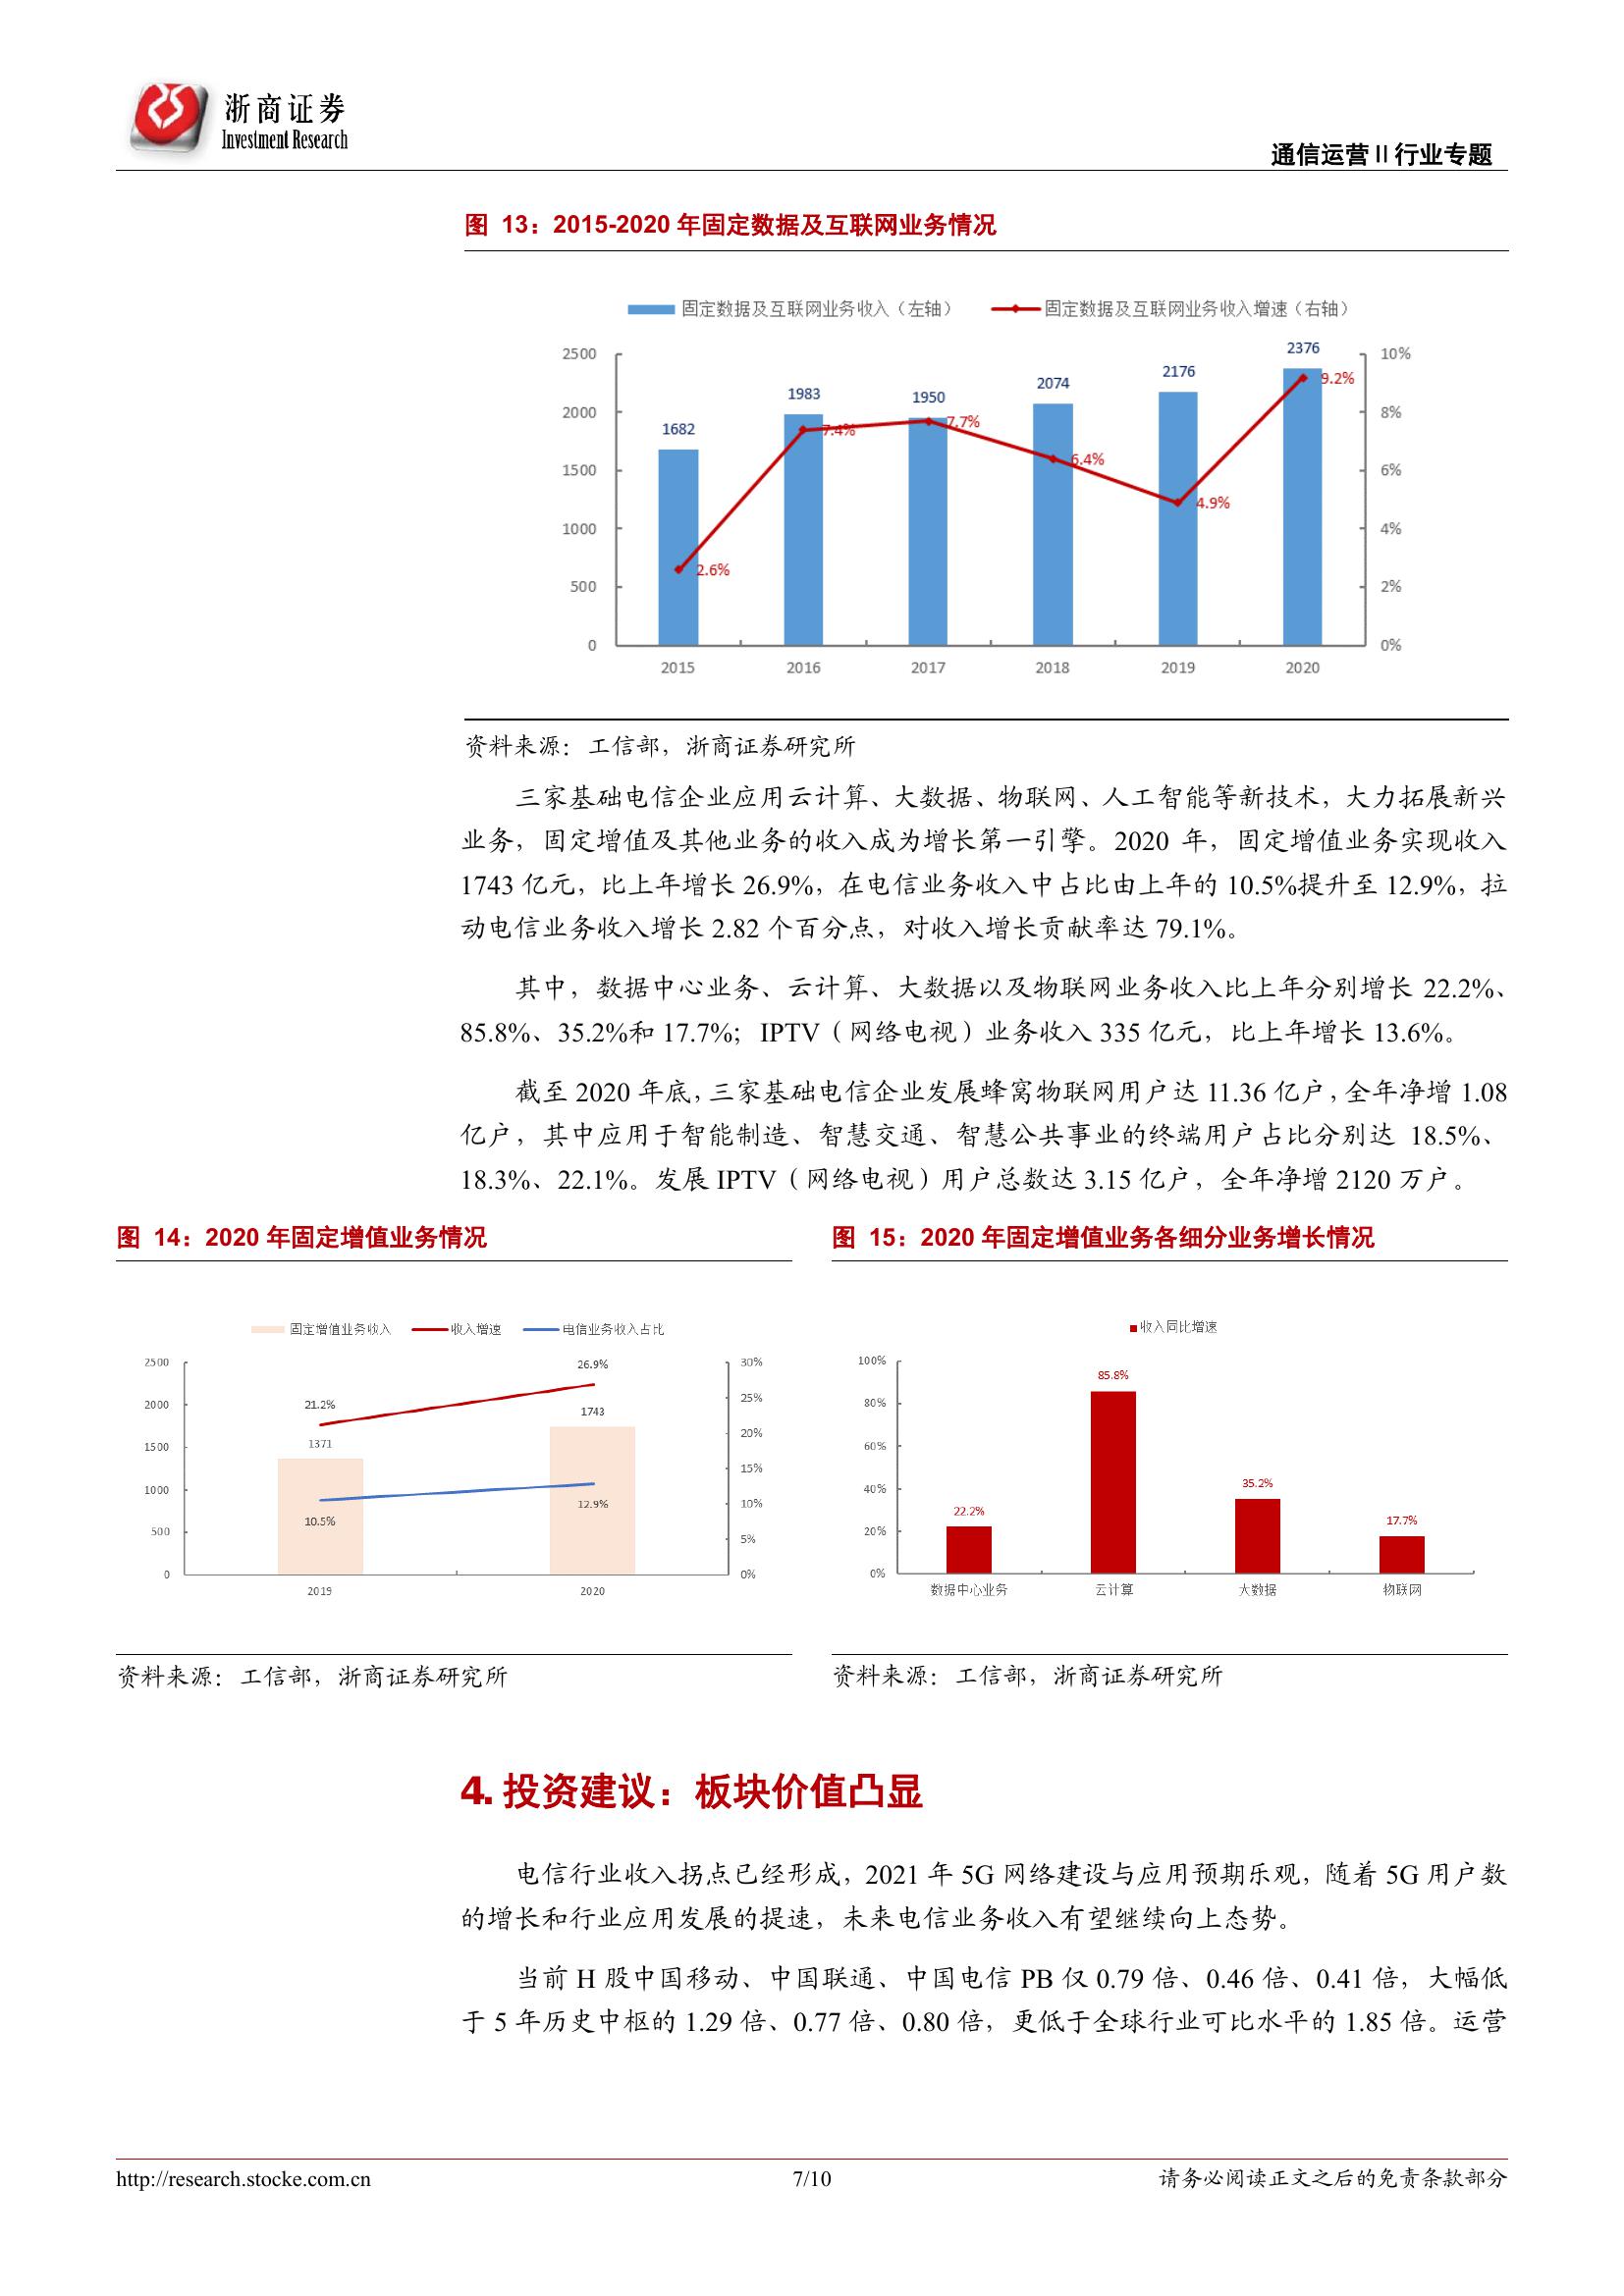 浙商证券
Investment Research
通信运营Ⅱ行业专题
图 13：2015-2020 年固定数据及互联网业务情况
固定数据及互联网业务收入（左轴） 固定数据及互联网业务收入增速（右轴）
2500 2000 1500 1000 500 0
1682 1983 1950 2074 2176 2376
2.6% 7.4% 7.7% 6.4% 4.9% 9.2%
10% 8% 6% 4% 2% 0%
2015 2016 2017 2018 2019 2020
资料来源：工信部，浙商证券研究所
三家基础电信企业应用云计算、大数据、物联网、人工智能等新技术，大力拓展新兴
业务，固定增值及其他业务的收入成为增长第一引擎。2020 年，固定增值业务实现收入
1743 亿元，比上年增长 26.9%，在电信业务收入中占比由上年的 10.5%提升至 12.9%，拉
动电信业务收入增长 2.82 个百分点，对收入增长贡献率达 79.1%。
其中，数据中心业务、云计算、大数据以及物联网业务收入比上年分别增长 22.2%、
85.8%、35.2%和 17.7%；IPTV（网络电视）业务收入 335 亿元，比上年增长 13.6%。
截至 2020 年底，三家基础电信企业发展蜂窝物联网用户达 11.36 亿户，全年净增 1.08
亿户，其中应用于智能制造、智慧交通、智慧公共事业的终端用户占比分别达 18.5%、
18.3%、22.1%。发展 IPTV（网络电视）用户总数达 3.15 亿户，全年净增 2120 万户。
图 14：2020 年固定增值业务情况
固定增值业务收入 收入增速 电信业务收入占比
2500 2000 1500 1000 500 0
21.2% 26.9%
1371 1743
10.5% 12.9%
30% 25% 20% 15% 10% 5% 0%
2019 2020
资料来源：工信部，浙商证券研究所
图 15：2020 年固定增值业务各细分业务增长情况
收入同比增速
100% 80% 60% 40% 20% 0%
22.2% 85.8% 35.2% 17.7%
数据中心业务 云计算 大数据 物联网
资料来源：工信部，浙商证券研究所
4. 投资建议：板块价值凸显
电信行业收入拐点已经形成，2021 年 5G 网络建设与应用预期乐观，随着 5G 用户数
的增长和行业应用发展的提速，未来电信业务收入有望继续向上态势。
当前 H 股中国移动、中国联通、中国电信 PB 仅 0.79 倍、0.46 倍、0.41 倍，大幅低
于 5 年历史中枢的 1.29 倍、0.77 倍、0.80 倍，更低于全球行业可比水平的 1.85 倍。运营
http://research.stocke.com.cn
7/10
请务必阅读正文之后的免责条款部分